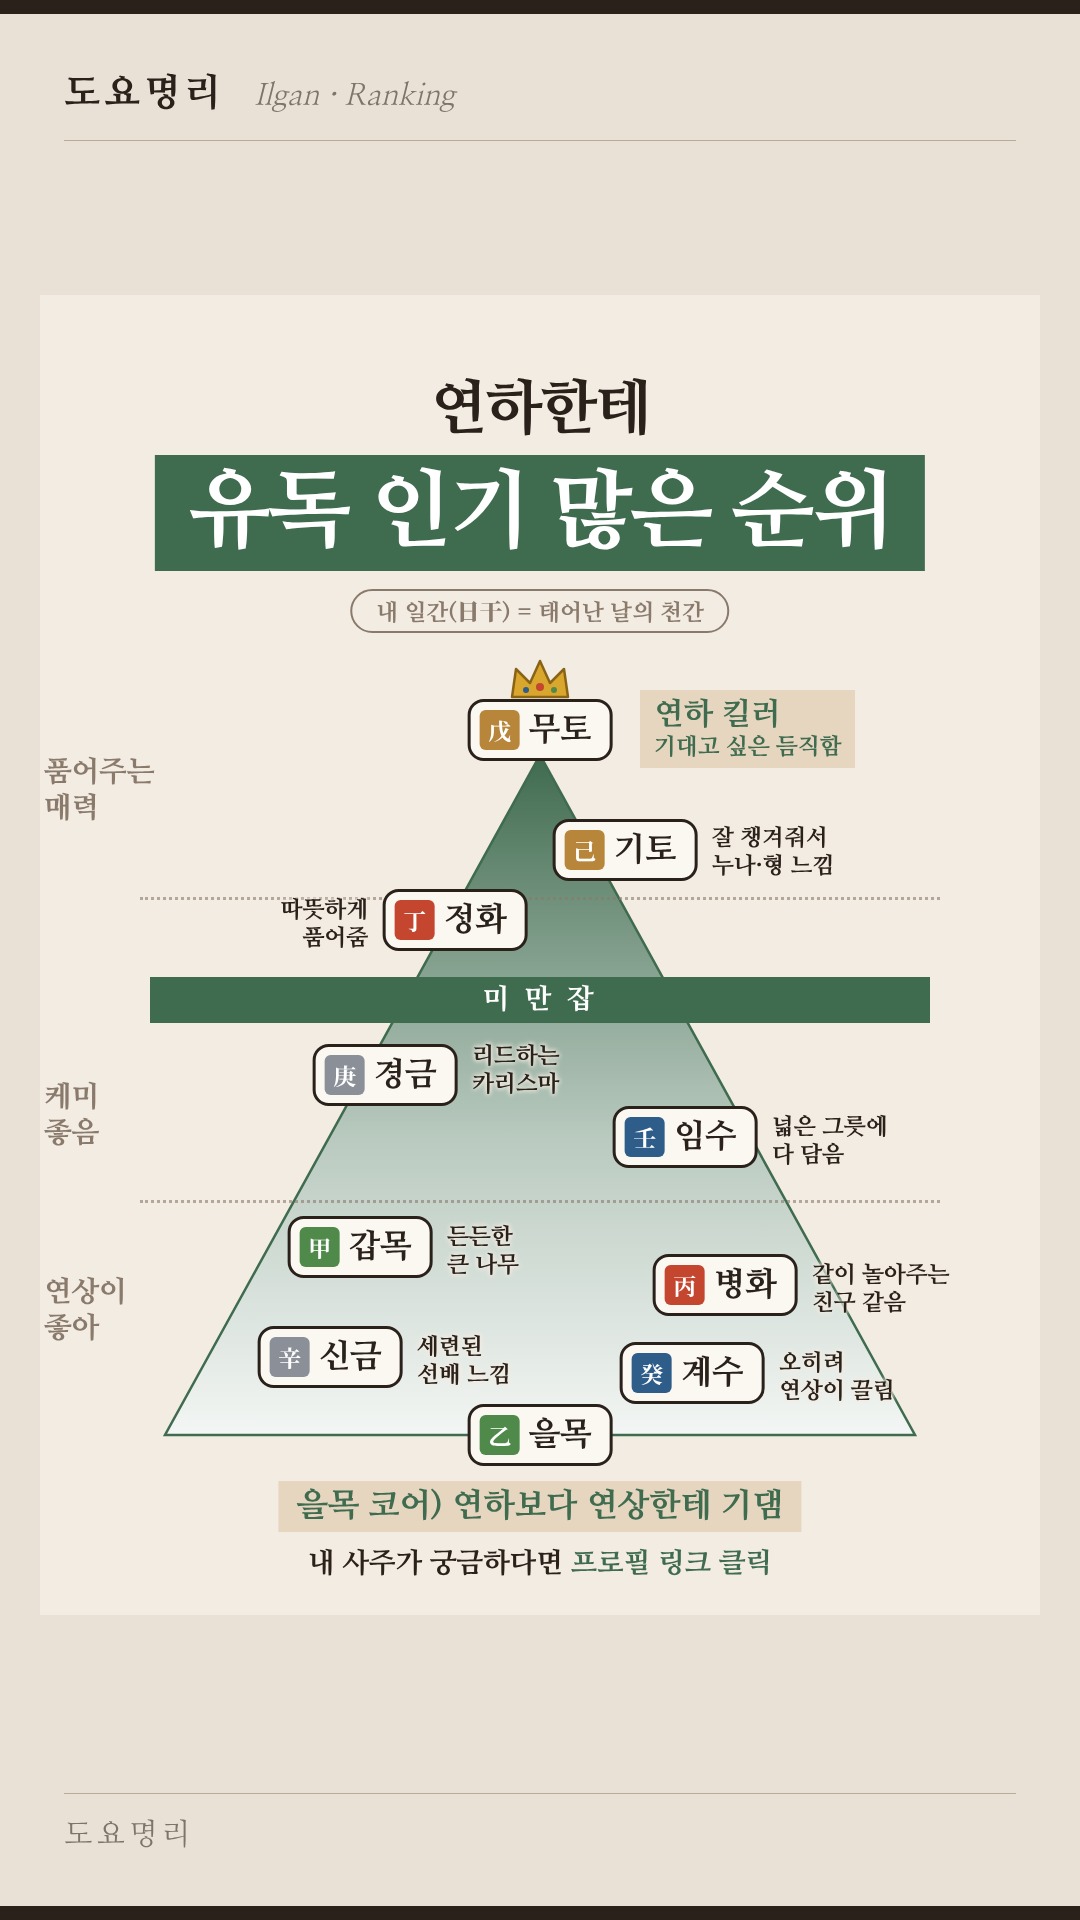 도요명리 Ilgan · Ranking
연하한테
유독 인기 많은 순위
내 일간(日干) = 태어난 날의 천간
戊 무토
연하 킬러
기대고 싶은 듬직함
품어주는
매력
己 기토
잘 챙겨줘서
누나·형 느낌
따뜻하게
품어줌
丁 정화
미만잡
庚 경금
리드하는
카리스마
케미
좋음
壬 임수
넓은 그릇에
다 담음
甲 갑목
든든한
큰 나무
丙 병화
같이 놀아주는
친구 같음
연상이
좋아
辛 신금
세련된
선배 느낌
癸 계수
오히려
연상이 끌림
乙 을목
을목 코어) 연하보다 연상한테 기댐
내 사주가 궁금하다면 프로필 링크 클릭
도요명리